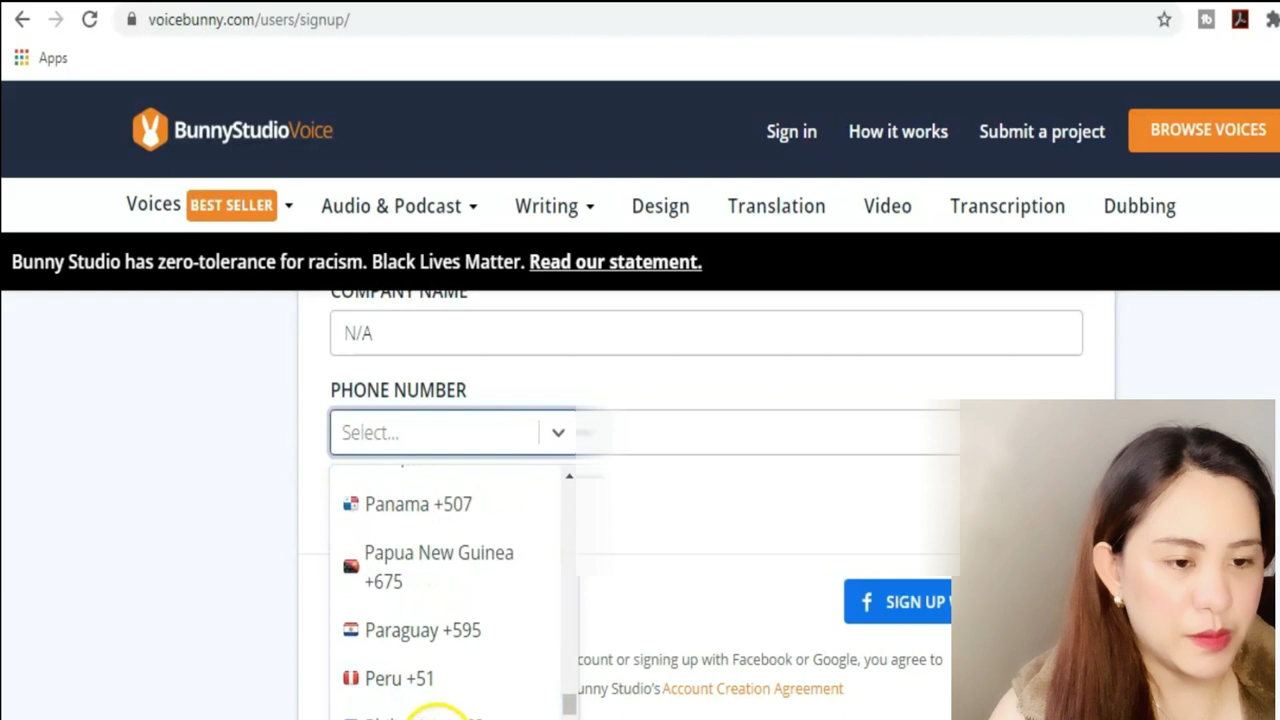 voicebunny.com/users/signup/
Apps
BunnyStudioVoice
Sign in
How it works
Submit a project
BROWSE VOICES
Voices BEST SELLER
Audio & Podcast
Writing
Design
Translation
Video
Transcription
Dubbing
Bunny Studio has zero-tolerance for racism. Black Lives Matter. Read our statement.
COMPANY NAME
N/A
PHONE NUMBER
Select...
Panama +507
Papua New Guinea
+675
Paraguay +595
Peru +51
f SIGN UP
count or signing up with Facebook or Google, you agree to
unny Studio's Account Creation Agreement